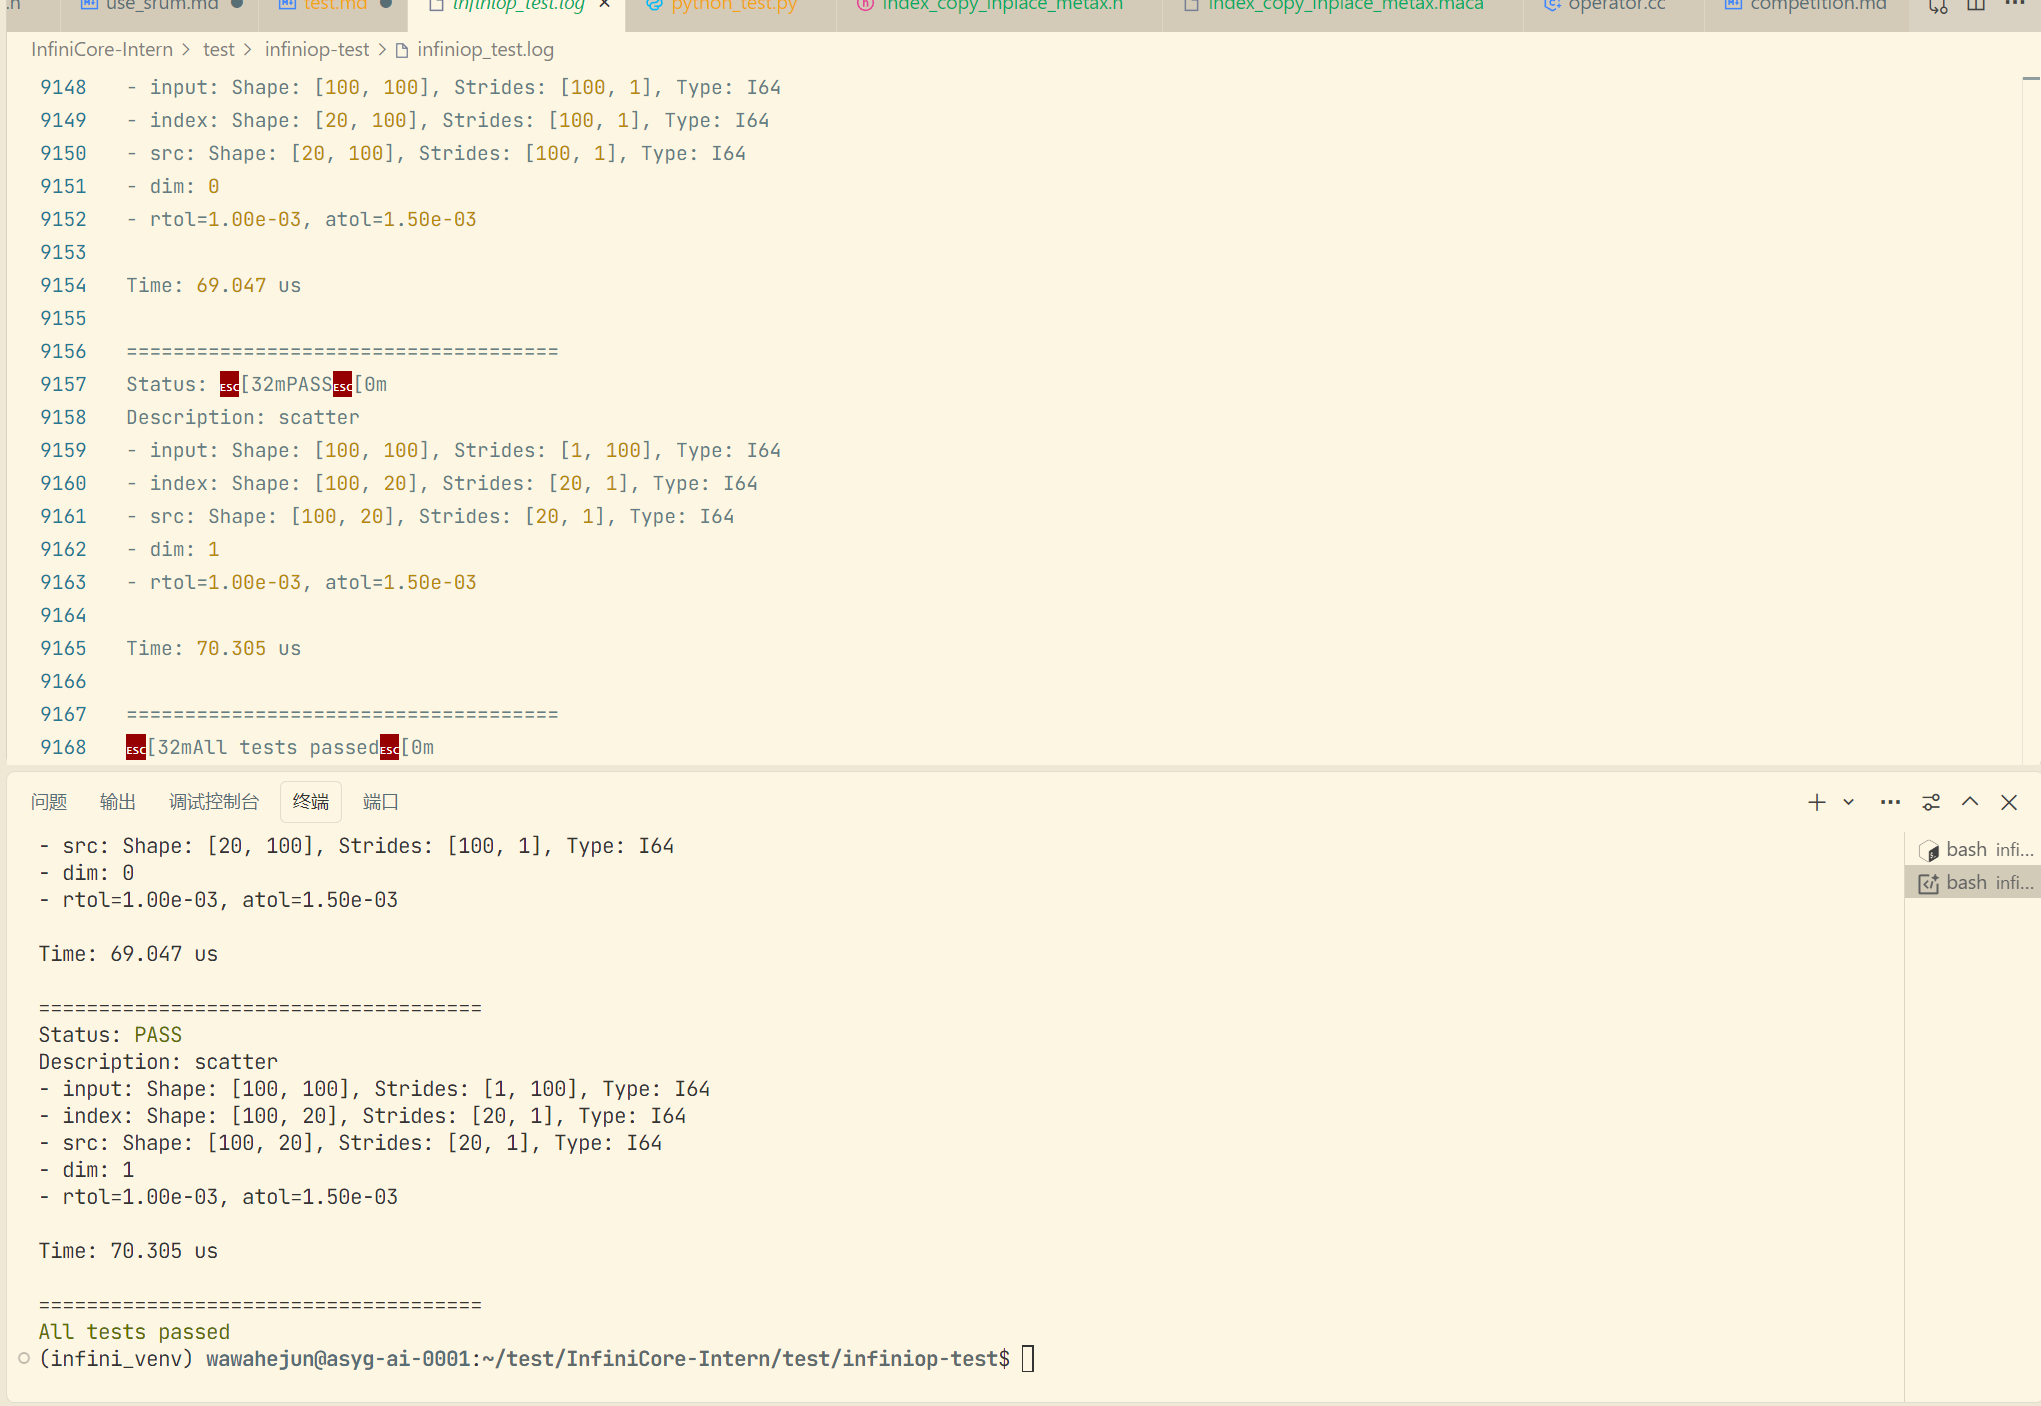 .h use_srum.md test.md infiniop_test.log python_test.py index_copy_inplace_metax.h index_copy_inplace_metax.maca operator.cc competition.md
InfiniCore-Intern > test > infiniop-test > infiniop_test.log
9148 - input: Shape: [100, 100], Strides: [100, 1], Type: I64
9149 - index: Shape: [20, 100], Strides: [100, 1], Type: I64
9150 - src: Shape: [20, 100], Strides: [100, 1], Type: I64
9151 - dim: 0
9152 - rtol=1.00e-03, atol=1.50e-03
9153
9154 Time: 69.047 us
9155
9156 =====================================
9157 Status: ESC[32mPASSESC[0m
9158 Description: scatter
9159 - input: Shape: [100, 100], Strides: [1, 100], Type: I64
9160 - index: Shape: [100, 20], Strides: [20, 1], Type: I64
9161 - src: Shape: [100, 20], Strides: [20, 1], Type: I64
9162 - dim: 1
9163 - rtol=1.00e-03, atol=1.50e-03
9164
9165 Time: 70.305 us
9166
9167 =====================================
9168 ESC[32mAll tests passedESC[0m
问题 输出 调试控制台 终端 端口
- src: Shape: [20, 100], Strides: [100, 1], Type: I64
- dim: 0
- rtol=1.00e-03, atol=1.50e-03
Time: 69.047 us
=====================================
Status: PASS
Description: scatter
- input: Shape: [100, 100], Strides: [1, 100], Type: I64
- index: Shape: [100, 20], Strides: [20, 1], Type: I64
- src: Shape: [100, 20], Strides: [20, 1], Type: I64
- dim: 1
- rtol=1.00e-03, atol=1.50e-03
Time: 70.305 us
=====================================
All tests passed
(infini_venv) wawahejun@asyg-ai-0001:~/test/InfiniCore-Intern/test/infiniop-test$
bash infi...
bash infi...